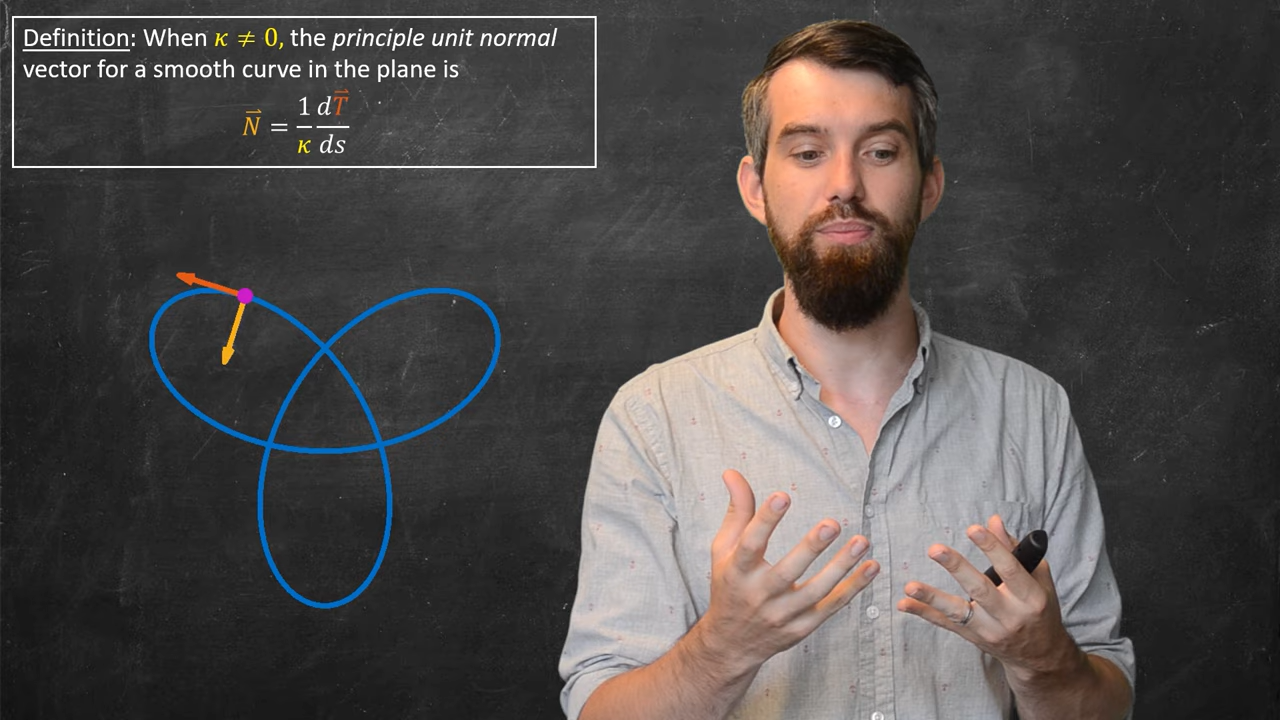 Definition: When κ ≠ 0, the principle unit normal
vector for a smooth curve in the plane is
N⃗ = 1/κ dT⃗/ds